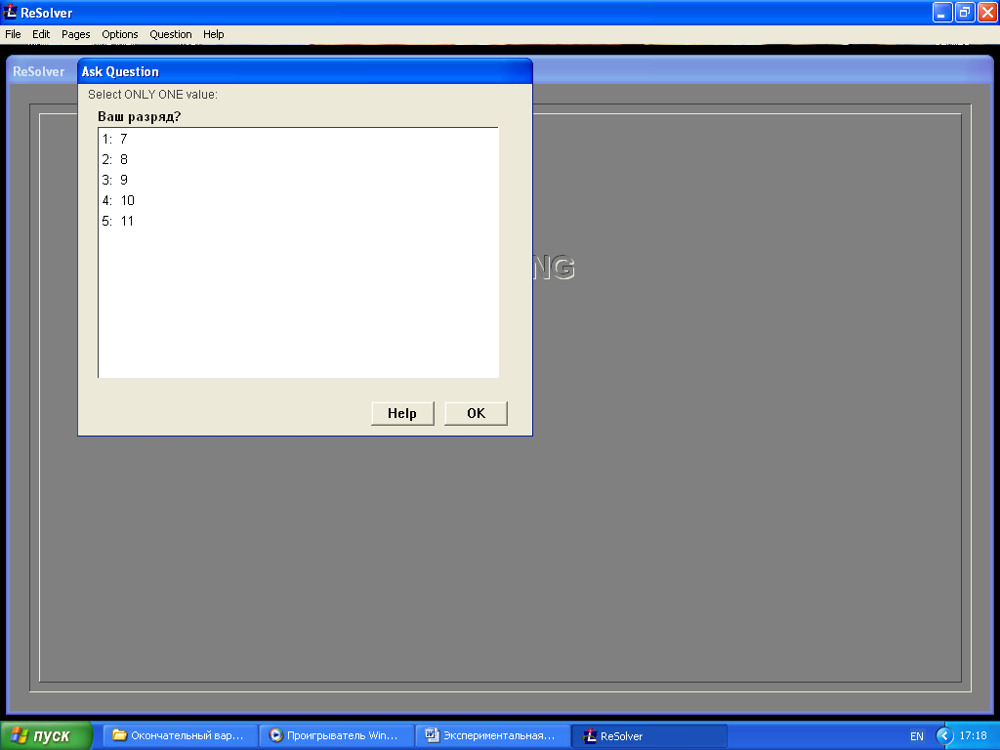 ReSolver
File Edit Pages Options Question Help
ReSolver
Ask Question
Select ONLY ONE value:
Ваш разряд?
1: 7
2: 8
3: 9
4: 10
5: 11
NG
Help OK
пуск Окончательный вар... Проигрыватель Win... Экспериментальная... ReSolver EN 17:18